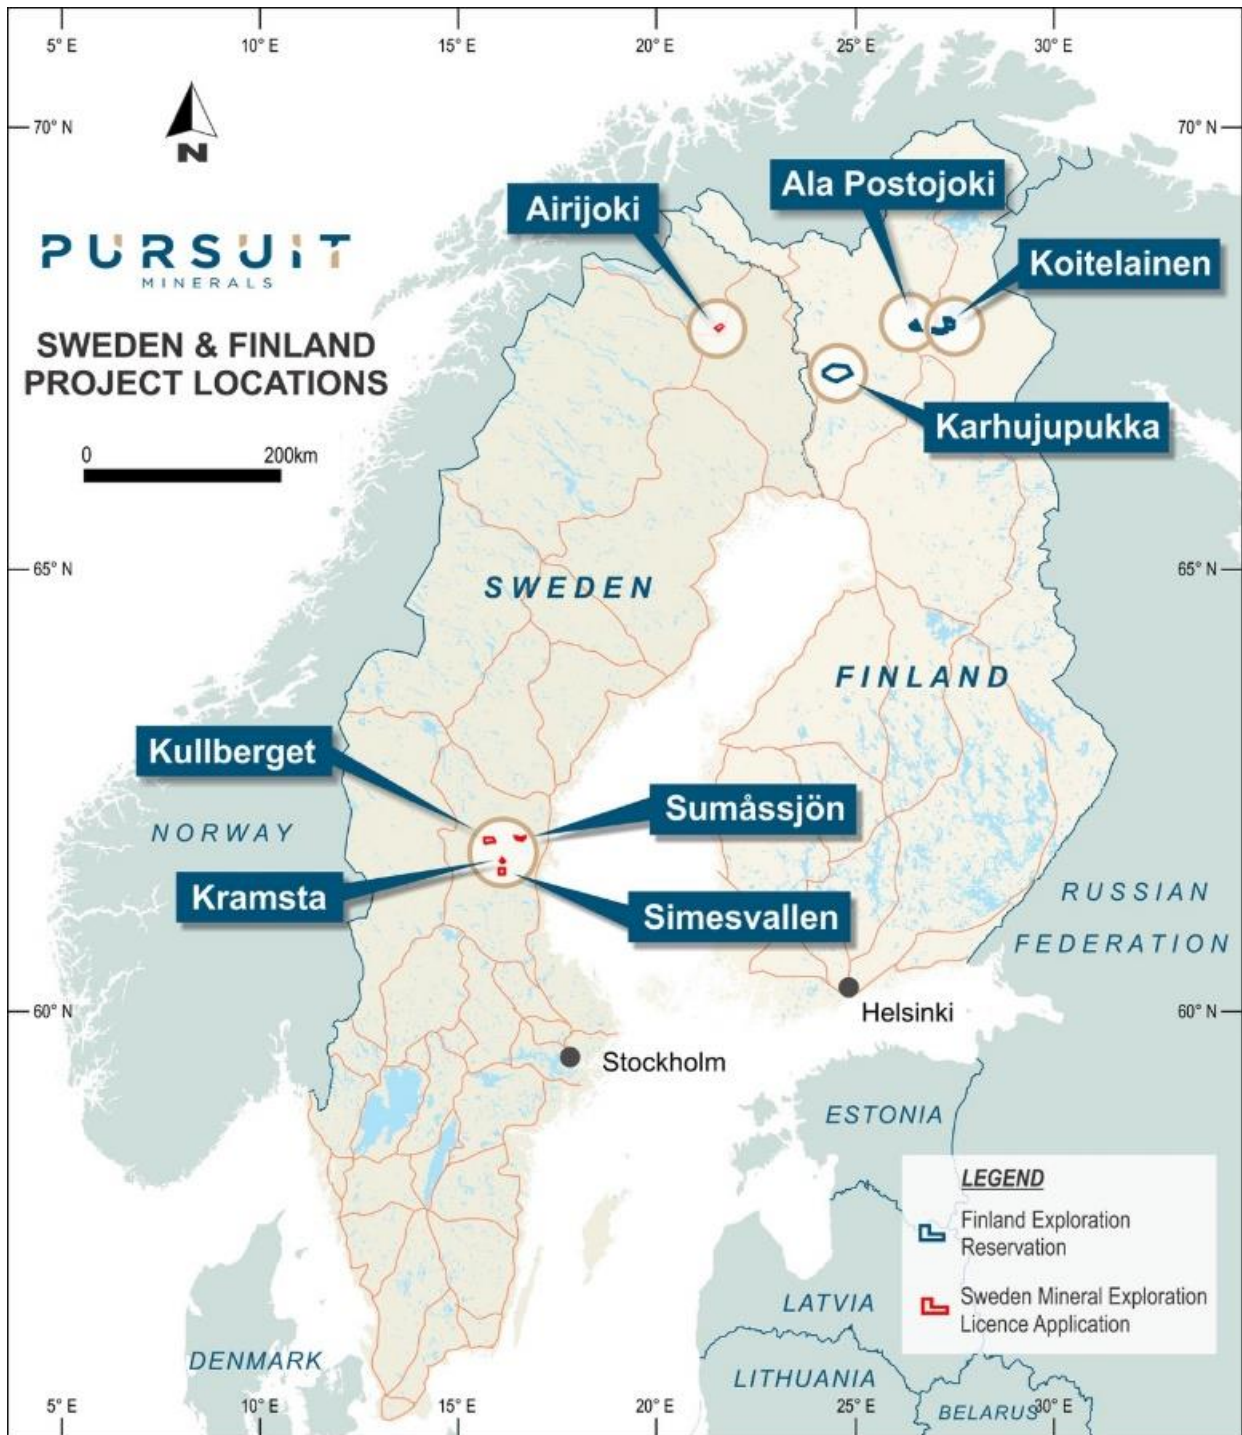 5° E
10° E
15° E
20° E
25° E
30° E
70° N
70° N
N
Ala Postojoki
Airijoki
Koitelainen
PURSUIT
MINERALS
SWEDEN & FINLAND
PROJECT LOCATIONS
Karhujupukka
0
200km
65° N
65° N
SWEDEN
FINLAND
Kullberget
Sumåssjön
NORWAY
Kramsta
Simesvallen
RUSSIAN
FEDERATION
60° N
60° N
Helsinki
Stockholm
ESTONIA
LEGEND
Finland Exploration
Reservation
Sweden Mineral Exploration
Licence Application
LATVIA
DENMARK
LITHUANIA
BELARUS
5° E
10° E
15° E
20° E
25° E
30° E